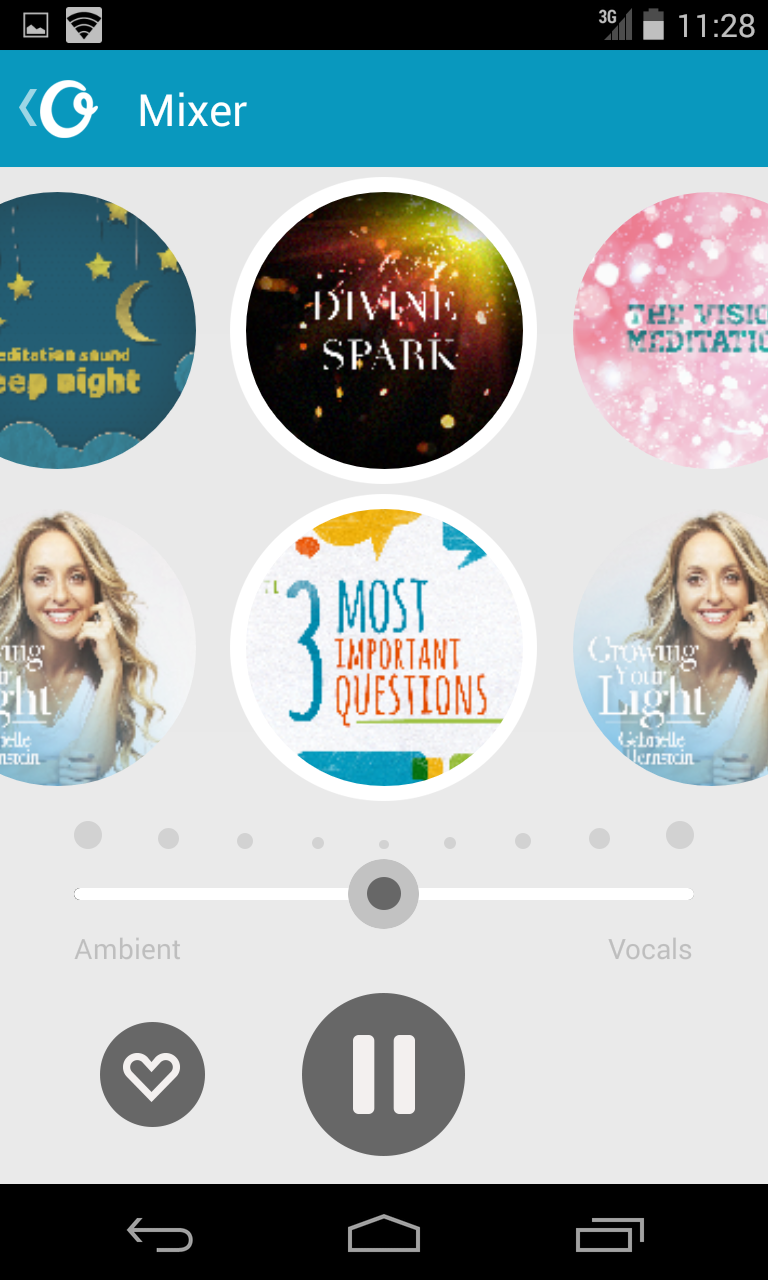 3G 11:28
Mixer
editation sound
eep night
DIVINE
SPARK
THE VISIO
MEDITATIO
wing
ur
ght
elle
rnstein
3 MOST
IMPORTANT
QUESTIONS
Growing
Your
Light
Gabrielle
Bernstein
Ambient
Vocals